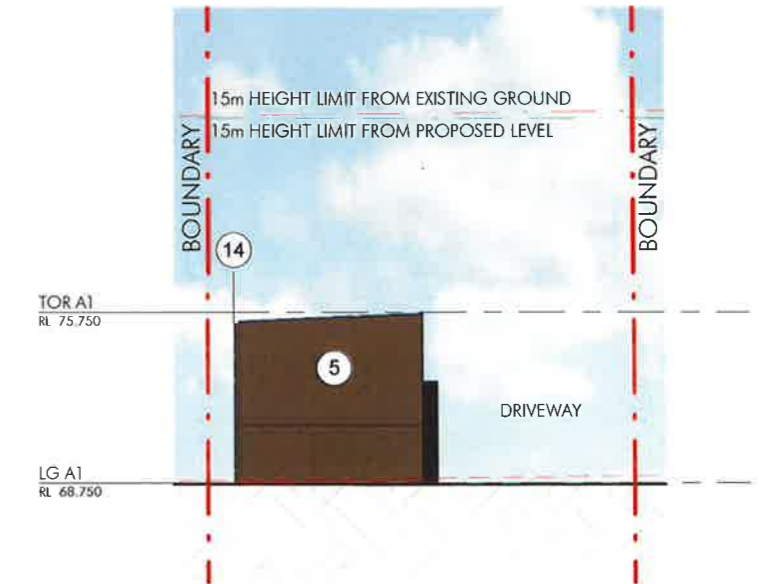 15m HEIGHT LIMIT FROM EXISTING GROUND
15m HEIGHT LIMIT FROM PROPOSED LEVEL
BOUNDARY
BOUNDARY
14
TOR A1
RL 75.750
5
DRIVEWAY
LG A1
RL 68.750